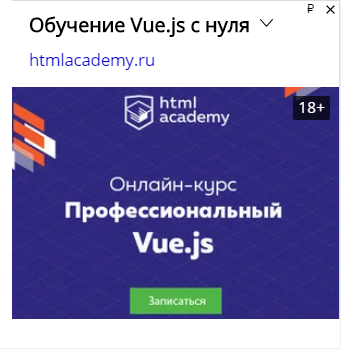 ₽ ×
Обучение Vue.js с нуля
htmlacademy.ru
html
academy
18+
Онлайн-курс
Профессиональный
Vue.js
Записаться